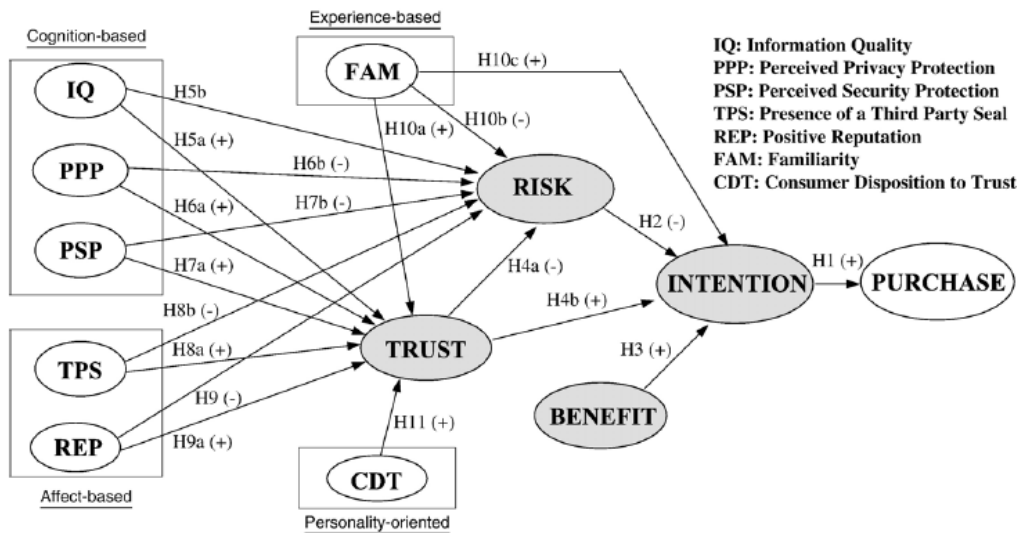 Experience-based
Cognition-based
IQ: Information Quality
PPP: Perceived Privacy Protection
PSP: Perceived Security Protection
TPS: Presence of a Third Party Seal
REP: Positive Reputation
FAM: Familiarity
CDT: Consumer Disposition to Trust
FAM
H10c (+)
IQ
H5b
H10a (+)
H10b (-)
H5a (+)
PPP
H6b (-)
RISK
H6a (+)
H7b (-)
PSP
H2 (-)
H7a (+)
H4a (-)
INTENTION
H1 (+)
PURCHASE
H8b (-)
H4b (+)
TRUST
H8a (+)
TPS
H3 (+)
H9 (-)
BENEFIT
H11 (+)
REP
H9a (+)
CDT
Affect-based
Personality-oriented